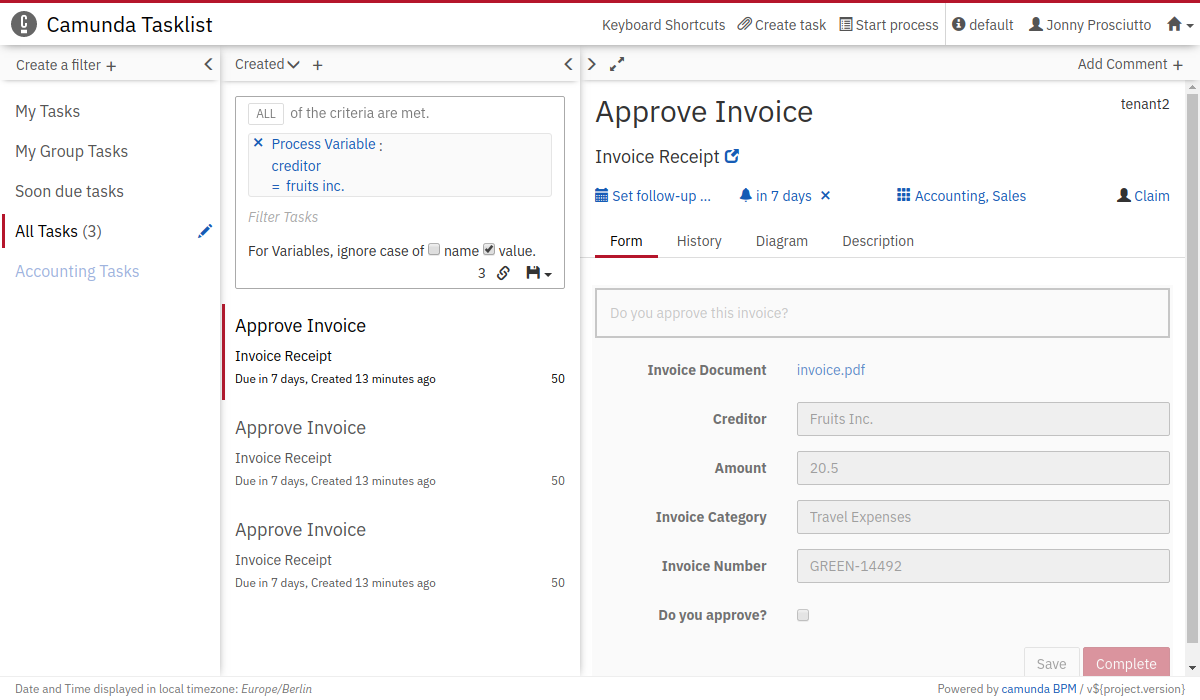 Camunda Tasklist
Keyboard Shortcuts Create task Start process default Jonny Prosciutto
Create a filter +
My Tasks
My Group Tasks
Soon due tasks
All Tasks (3)
Accounting Tasks
Created +
ALL of the criteria are met.
× Process Variable :
creditor
= fruits inc.
Filter Tasks
For Variables, ignore case of name value.
3
Approve Invoice
Invoice Receipt
Due in 7 days, Created 13 minutes ago 50
Approve Invoice
Invoice Receipt
Due in 7 days, Created 13 minutes ago 50
Approve Invoice
Invoice Receipt
Due in 7 days, Created 13 minutes ago 50
Add Comment +
Approve Invoice
tenant2
Invoice Receipt
Set follow-up ... in 7 days × Accounting, Sales Claim
Form History Diagram Description
Do you approve this invoice?
Invoice Document invoice.pdf
Creditor Fruits Inc.
Amount 20.5
Invoice Category Travel Expenses
Invoice Number GREEN-14492
Do you approve?
Save Complete
Date and Time displayed in local timezone: Europe/Berlin
Powered by camunda BPM / v${project.version}